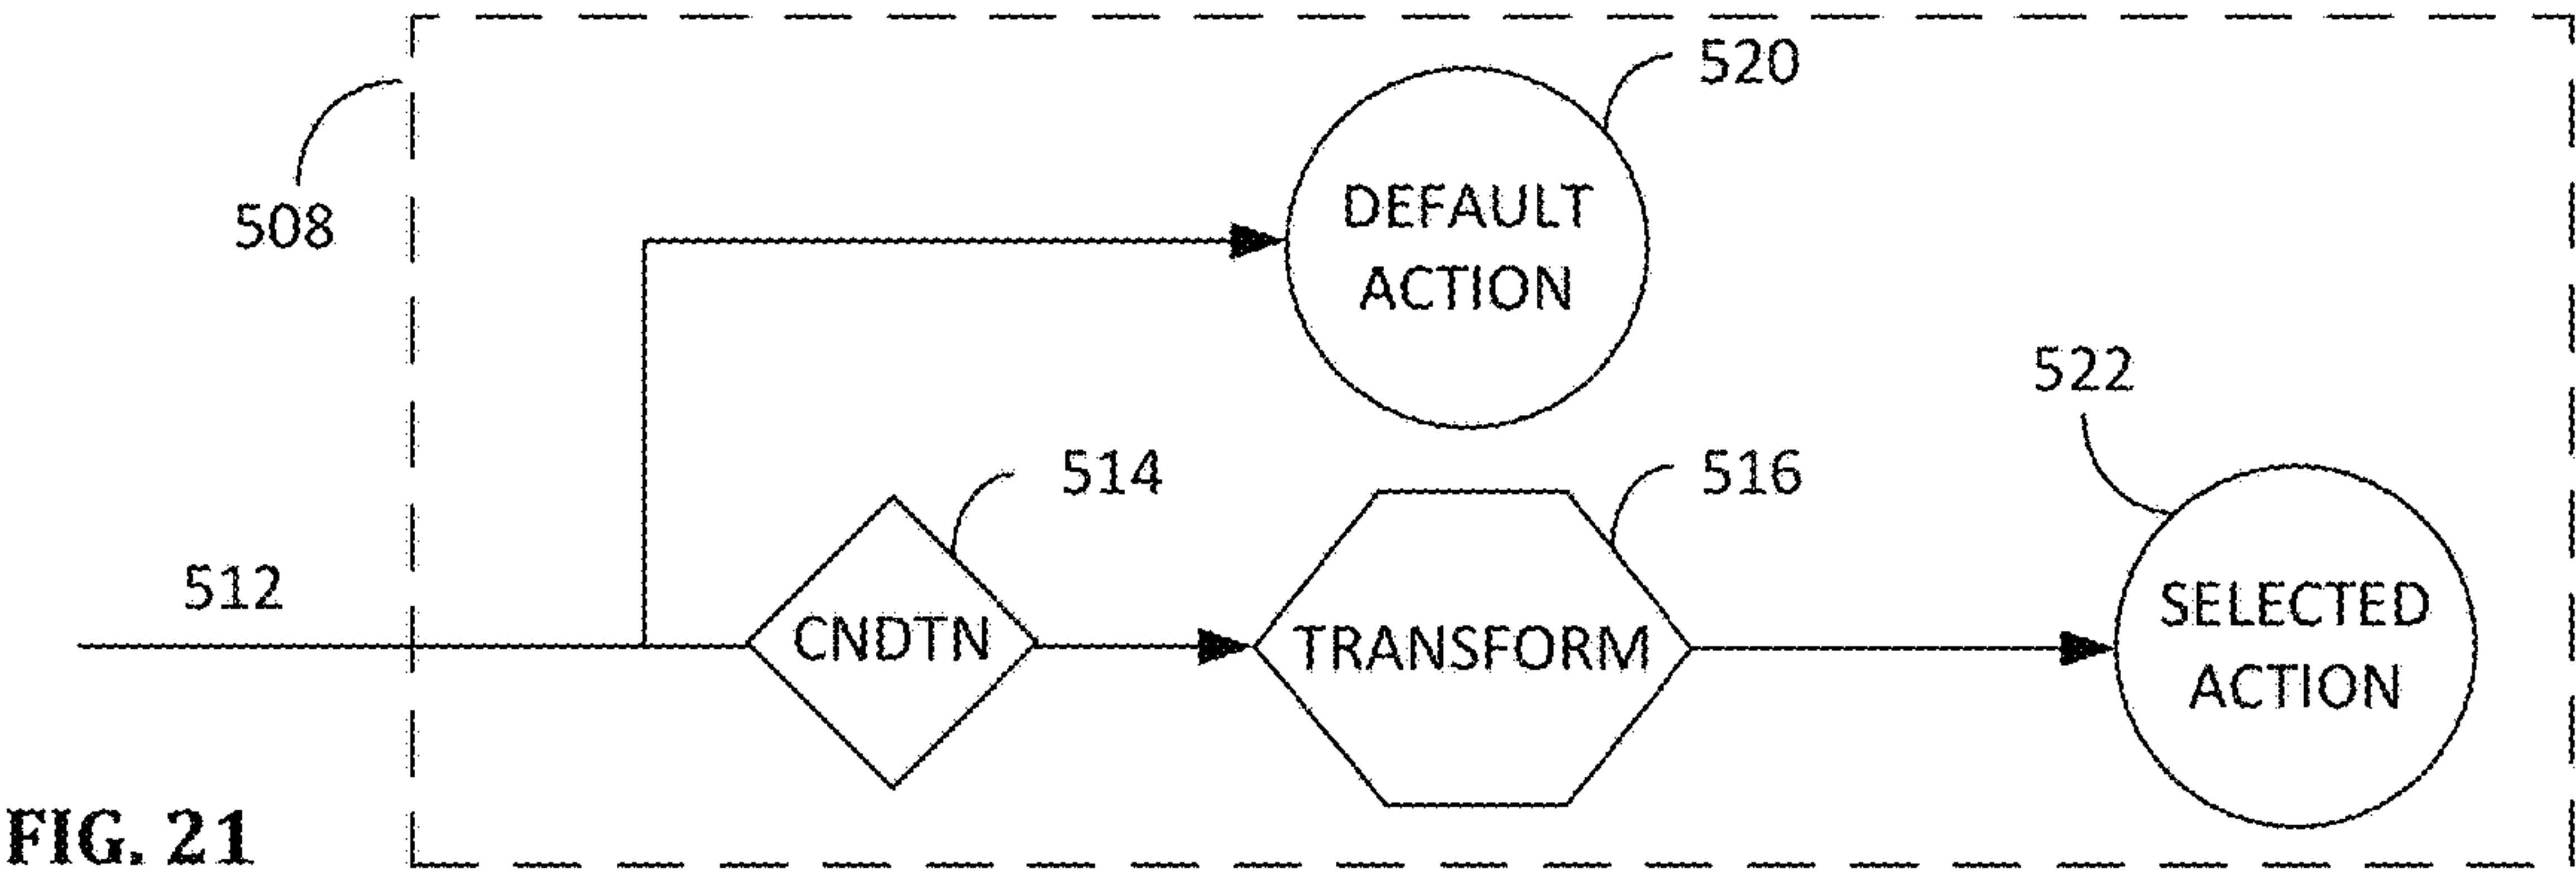 520
508
DEFAULT
ACTION
522
514
516
512
CNDTN
TRANSFORM
SELECTED
ACTION
FIG. 21